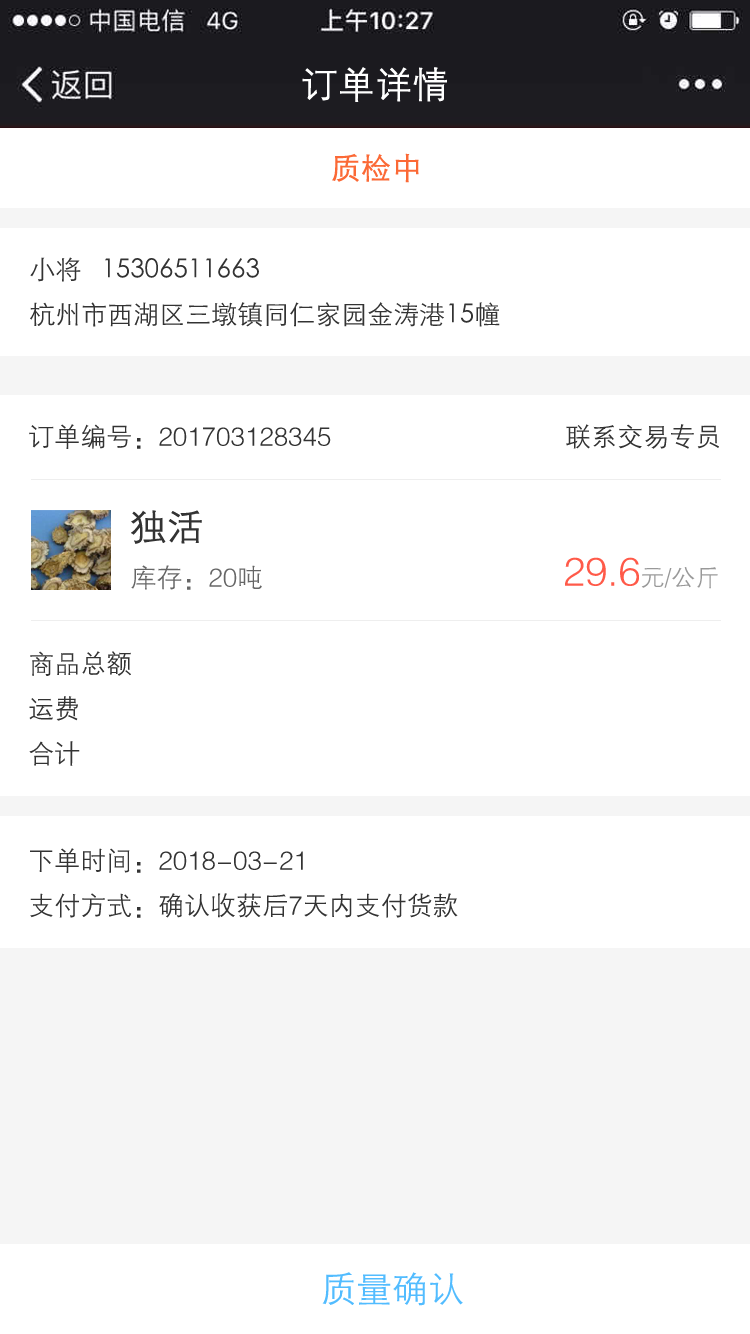 中国电信 4G 上午10:27
返回 订单详情
质检中
小将 15306511663
杭州市西湖区三墩镇同仁家园金涛港15幢
订单编号：201703128345 联系交易专员
独活
库存：20吨 29.6元/公斤
商品总额
运费
合计
下单时间：2018-03-21
支付方式：确认收获后7天内支付货款
质量确认